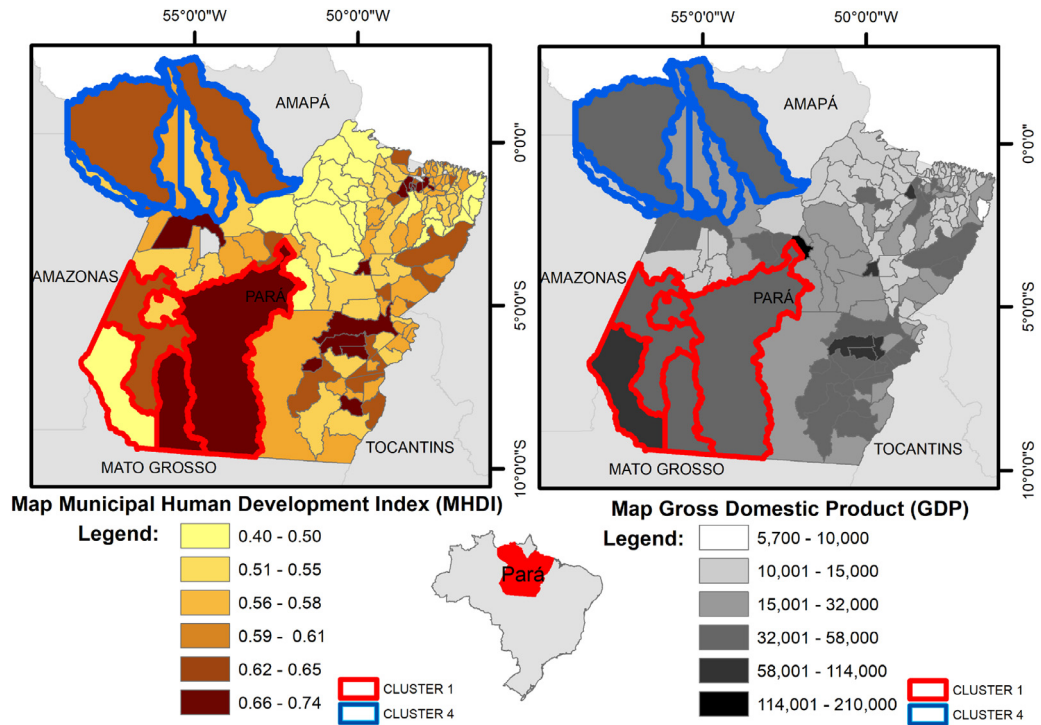 55°0'0"W 50°0'0"W
55°0'0"W 50°0'0"W
AMAPÁ
AMAPÁ
0°0'0"
0°0'0"
AMAZONAS
AMAZONAS
PARÁ
PARÁ
5°0'0"S
5°0'0"S
TOCANTINS
TOCANTINS
MATO GROSSO
MATO GROSSO
10°0'0"S
10°0'0"S
Map Municipal Human Development Index (MHDI)
Legend:
0.40 - 0.50
0.51 - 0.55
0.56 - 0.58
0.59 - 0.61
0.62 - 0.65
0.66 - 0.74
CLUSTER 1
CLUSTER 4
Pará
Map Gross Domestic Product (GDP)
Legend:
5,700 - 10,000
10,001 - 15,000
15,001 - 32,000
32,001 - 58,000
58,001 - 114,000
114,001 - 210,000
CLUSTER 1
CLUSTER 4